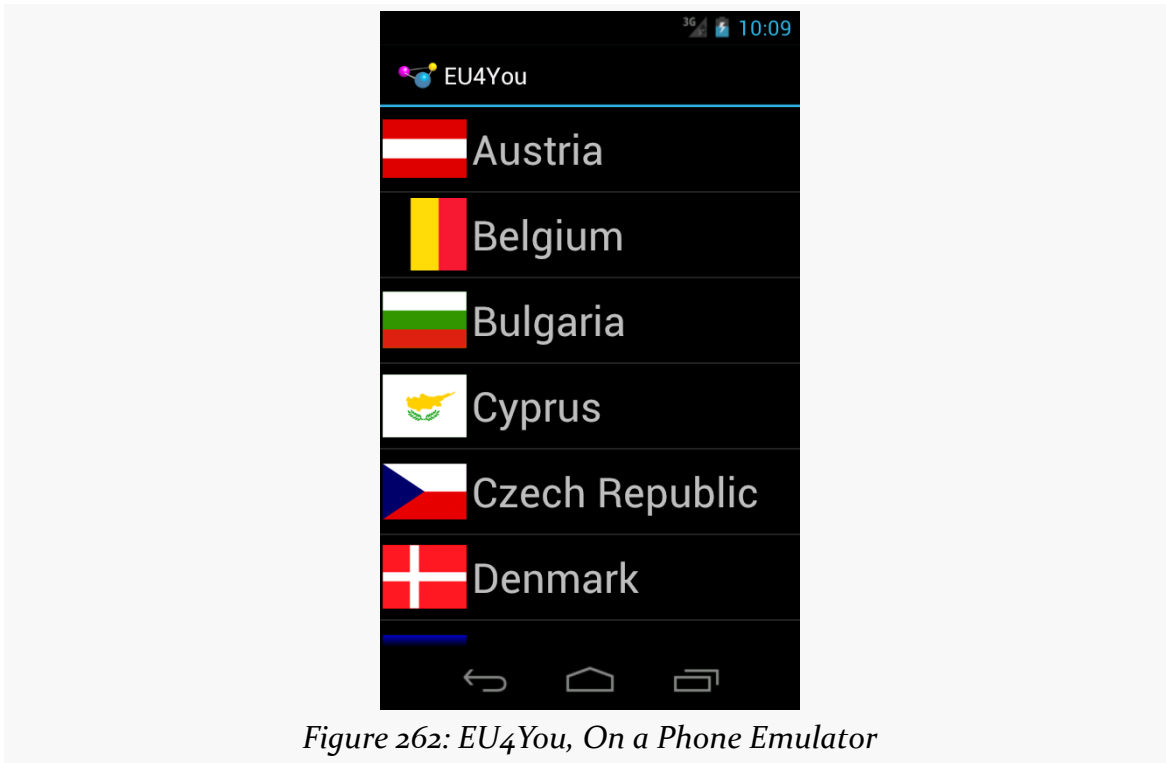 3G 10:09
EU4You
Austria
Belgium
Bulgaria
Cyprus
Czech Republic
Denmark
Figure 262: EU4You, On a Phone Emulator